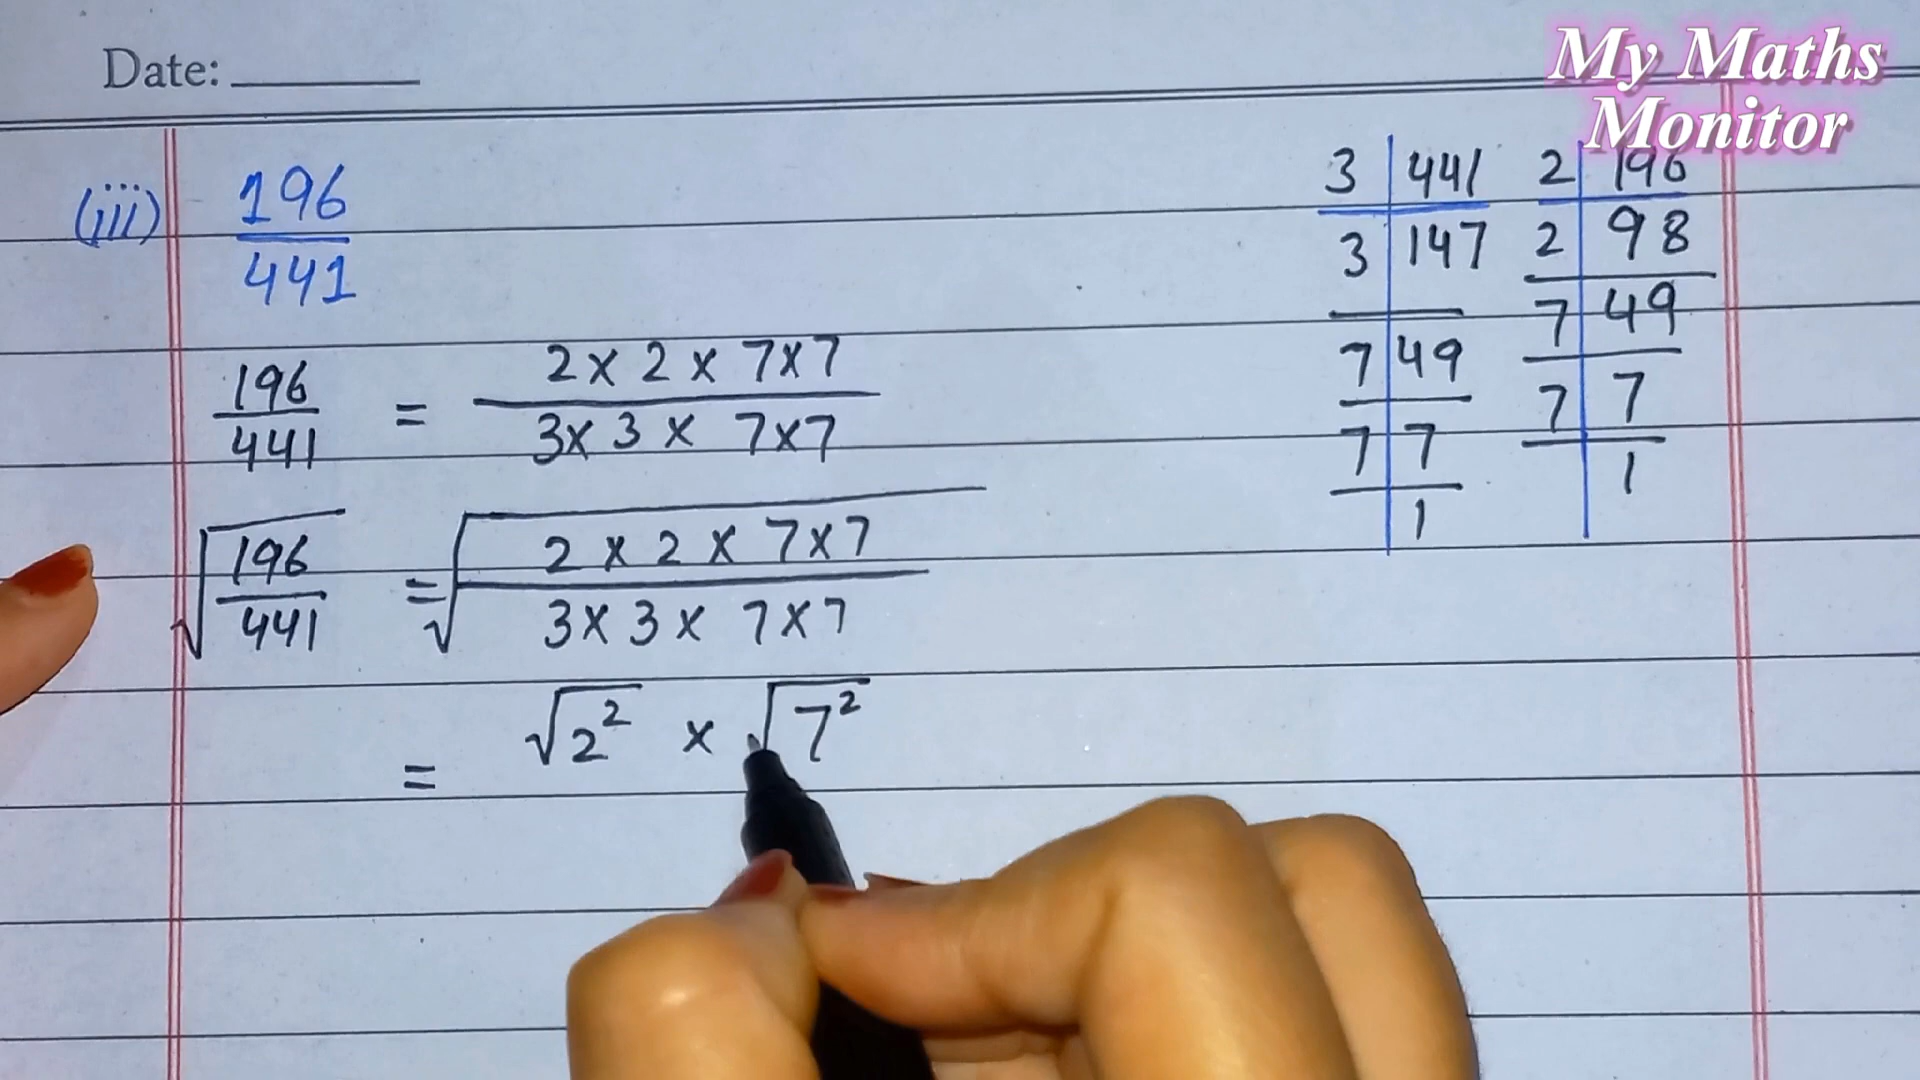 Date:
My Maths
Monitor
(iii) 196/441
196/441 = 2 x 2 x 7 x 7 / 3 x 3 x 7 x 7
√196/441 = √2 x 2 x 7 x 7 / 3 x 3 x 7 x 7
= √2² x √7²
3 | 441
3 | 147
7 | 49
7 | 7
1
2 | 196
2 | 98
7 | 49
7 | 7
1